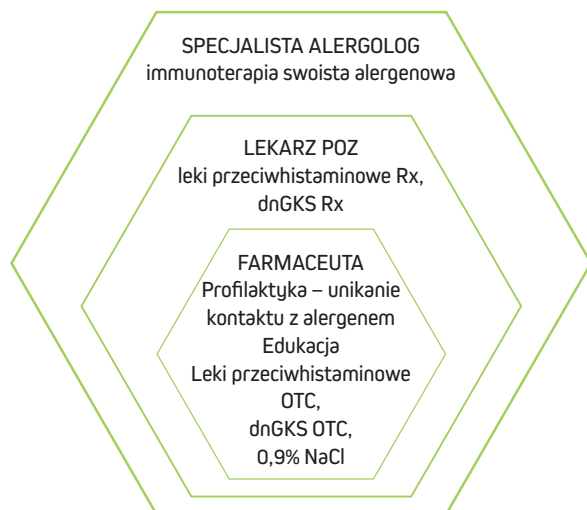 SPECJALISTA ALERGOLOG
immunoterapia swoista alergenowa
LEKARZ POZ
leki przeciwhistaminowe Rx,
dnGKS Rx
FARMACEUTA
Profilaktyka – unikanie
kontaktu z alergenem
Edukacja
Leki przeciwhistaminowe
OTC,
dnGKS OTC,
0,9% NaCl